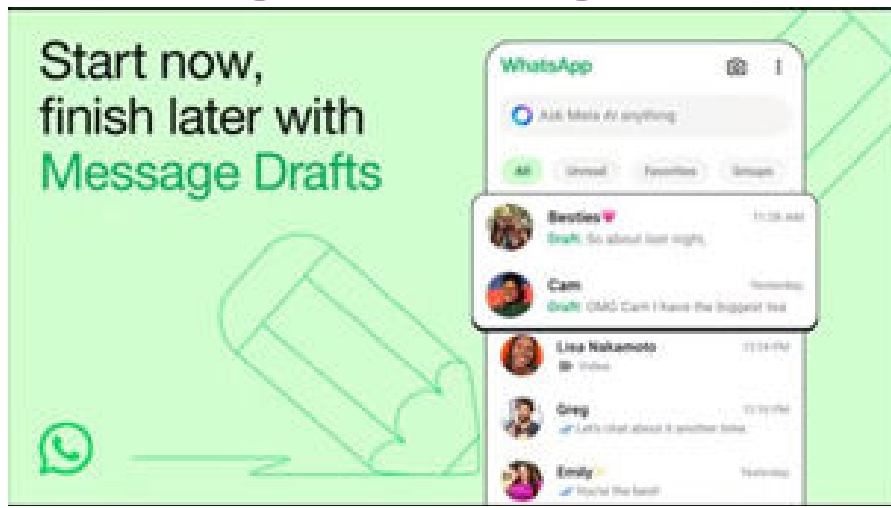 Start now,
finish later with
Message Drafts
WhatsApp
Ask Meta AI anything
All Unread Favorites Groups
Besties 11:26 AM
Draft: So about last night,
Cam Yesterday
Draft: OMG Cam I have the biggest tea
Lisa Nakamoto
Video
Greg
Let's chat about it another time.
Emily Yesterday
You're the best!